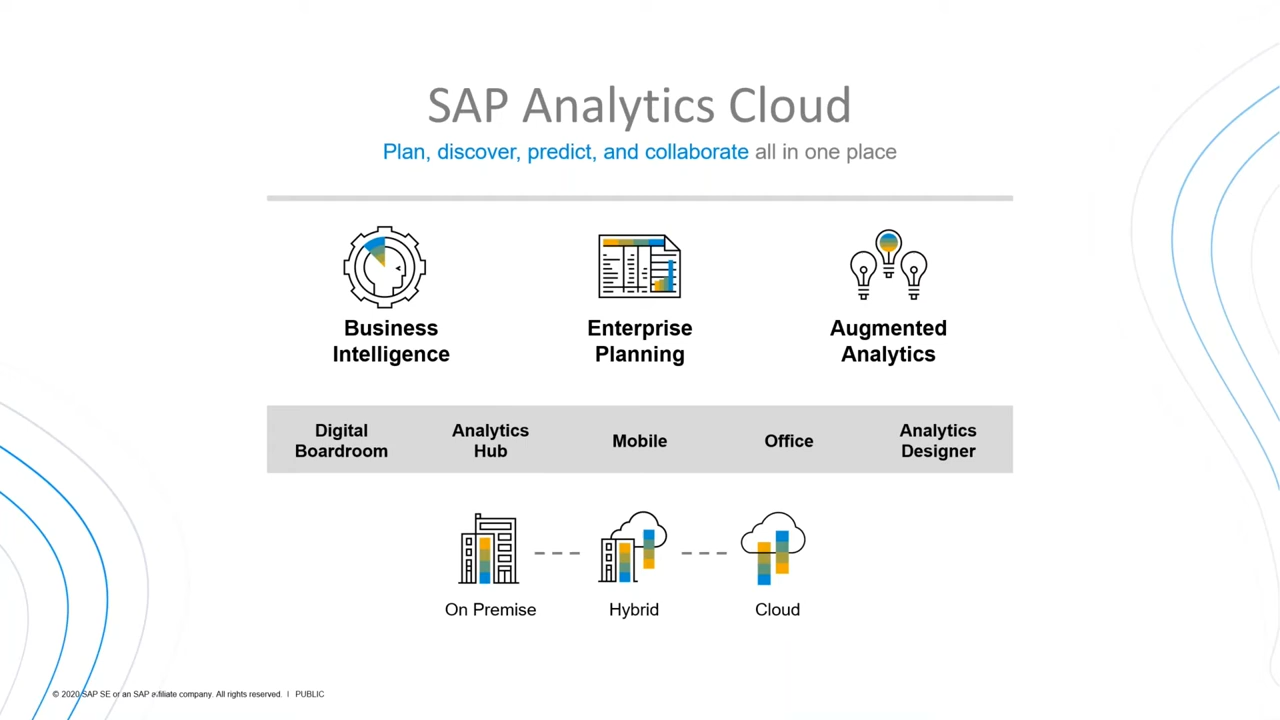 SAP Analytics Cloud
Plan, discover, predict, and collaborate all in one place
Business
Intelligence
Enterprise
Planning
Augmented
Analytics
Digital
Boardroom
Analytics
Hub
Mobile
Office
Analytics
Designer
On Premise
Hybrid
Cloud
© 2020 SAP SE or an SAP affiliate company. All rights reserved. | PUBLIC